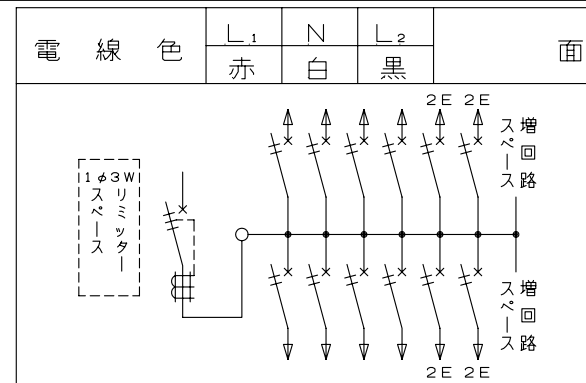 電線色
L₁ N L₂
赤 白 黒
面
2E 2E
増回路
スペース
1φ3W
リミッター
スペース
増回路
スペース
2E 2E